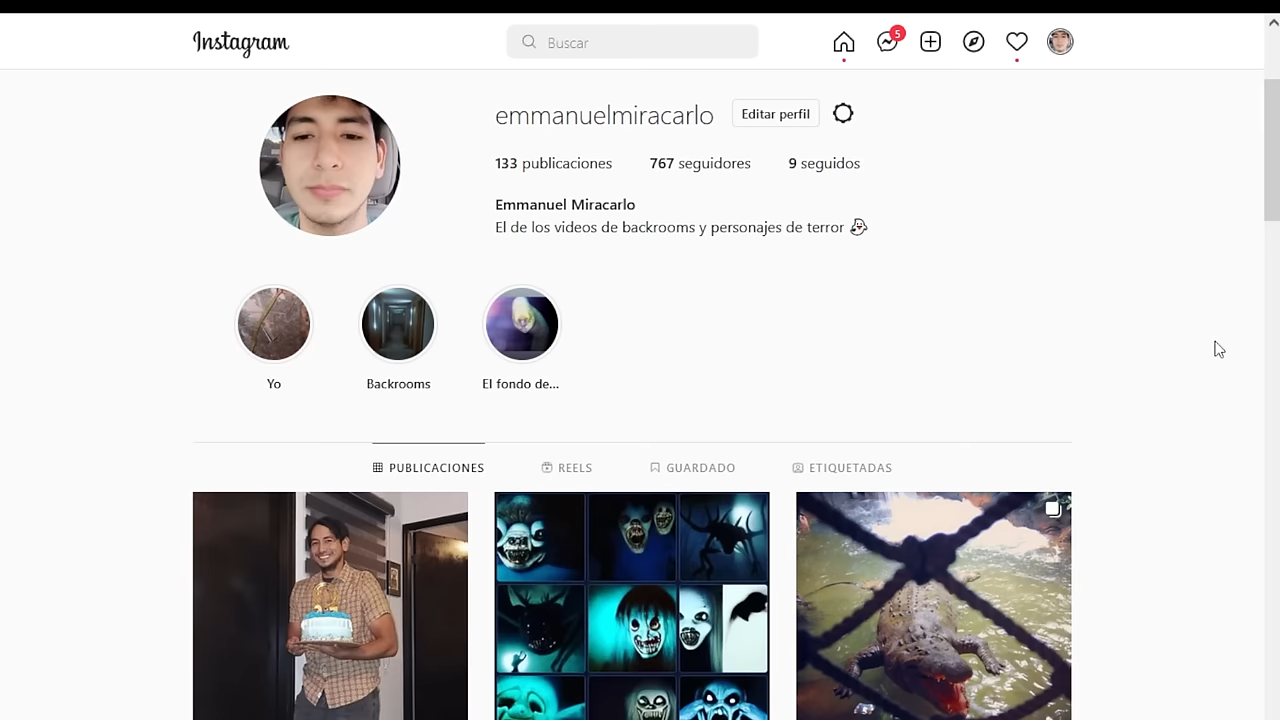 Instagram
Buscar
5
emmanuelmiracarlo Editar perfil
133 publicaciones 767 seguidores 9 seguidos
Emmanuel Miracarlo
El de los videos de backrooms y personajes de terror
Yo Backrooms El fondo de...
PUBLICACIONES REELS GUARDADO ETIQUETADAS